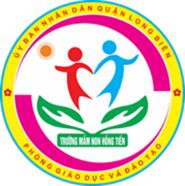 ỦY BAN NHÂN DÂN QUẬN LONG BIÊN
TRƯỜNG MẦM NON HỒNG TIẾN
PHÒNG GIÁO DỤC VÀ ĐÀO TẠO